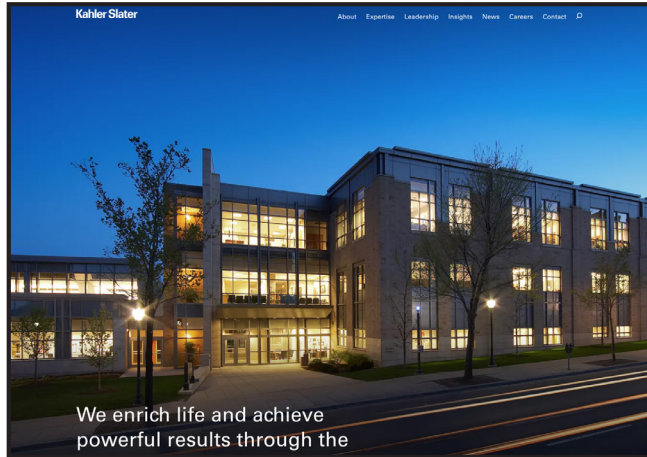 Kahler Slater
About Expertise Leadership Insights News Careers Contact
We enrich life and achieve
powerful results through the